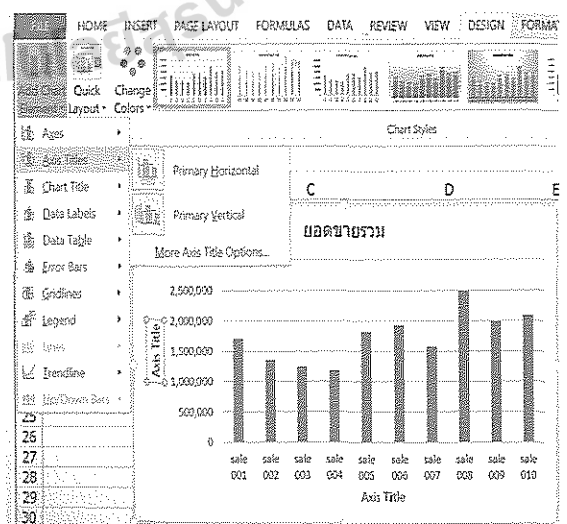 FILE HOME INSERT PAGE LAYOUT FORMULAS DATA REVIEW VIEW DESIGN FORMA
Add Chart Quick Change
Element Layout Colors
Chart Styles
Axes
Axis Titles
Chart Title
Data Labels
Data Table
Error Bars
Gridlines
Legend
Lines
Trendline
Up/Down Bars
Primary Horizontal
Primary Vertical
More Axis Title Options...
C D E
ยอดขายรวม
2,500,000
2,000,000
1,500,000
1,000,000
500,000
0
Axis Title
sale sale sale sale sale sale sale sale sale sale
001 002 003 004 005 006 007 008 009 010
Axis Title
25
26
27
28
29
30